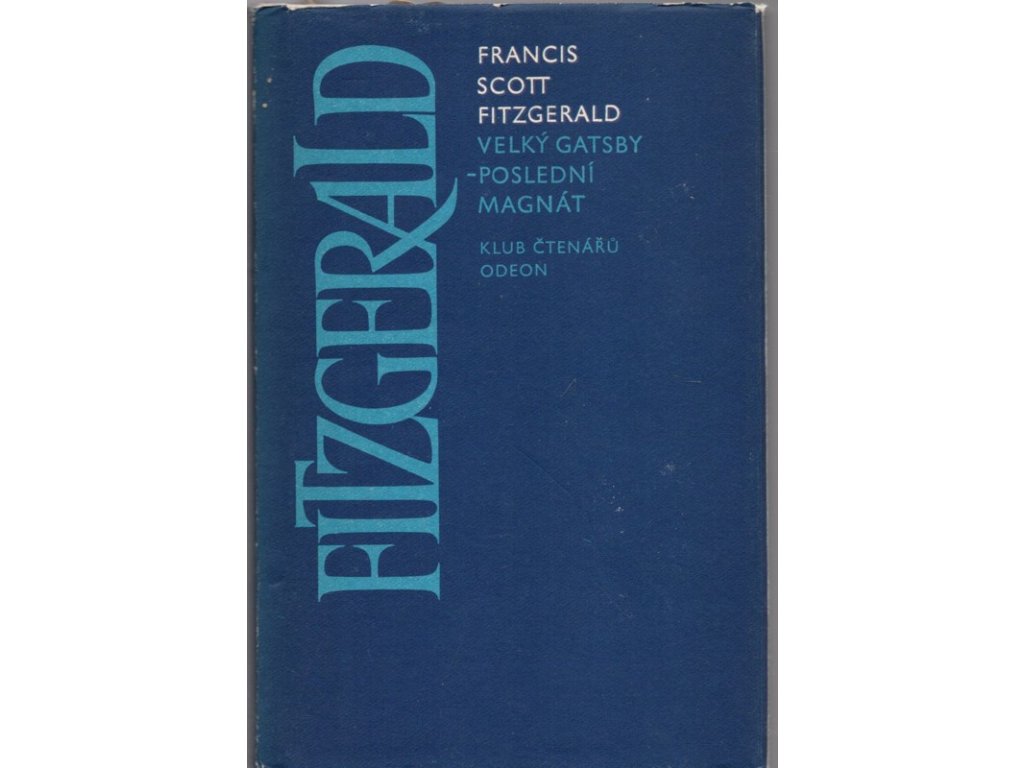 FITZGERALD
FRANCIS
SCOTT
FITZGERALD
VELKÝ GATSBY
-POSLEDNÍ
MAGNÁT
KLUB ČTENÁŘŮ
ODEON